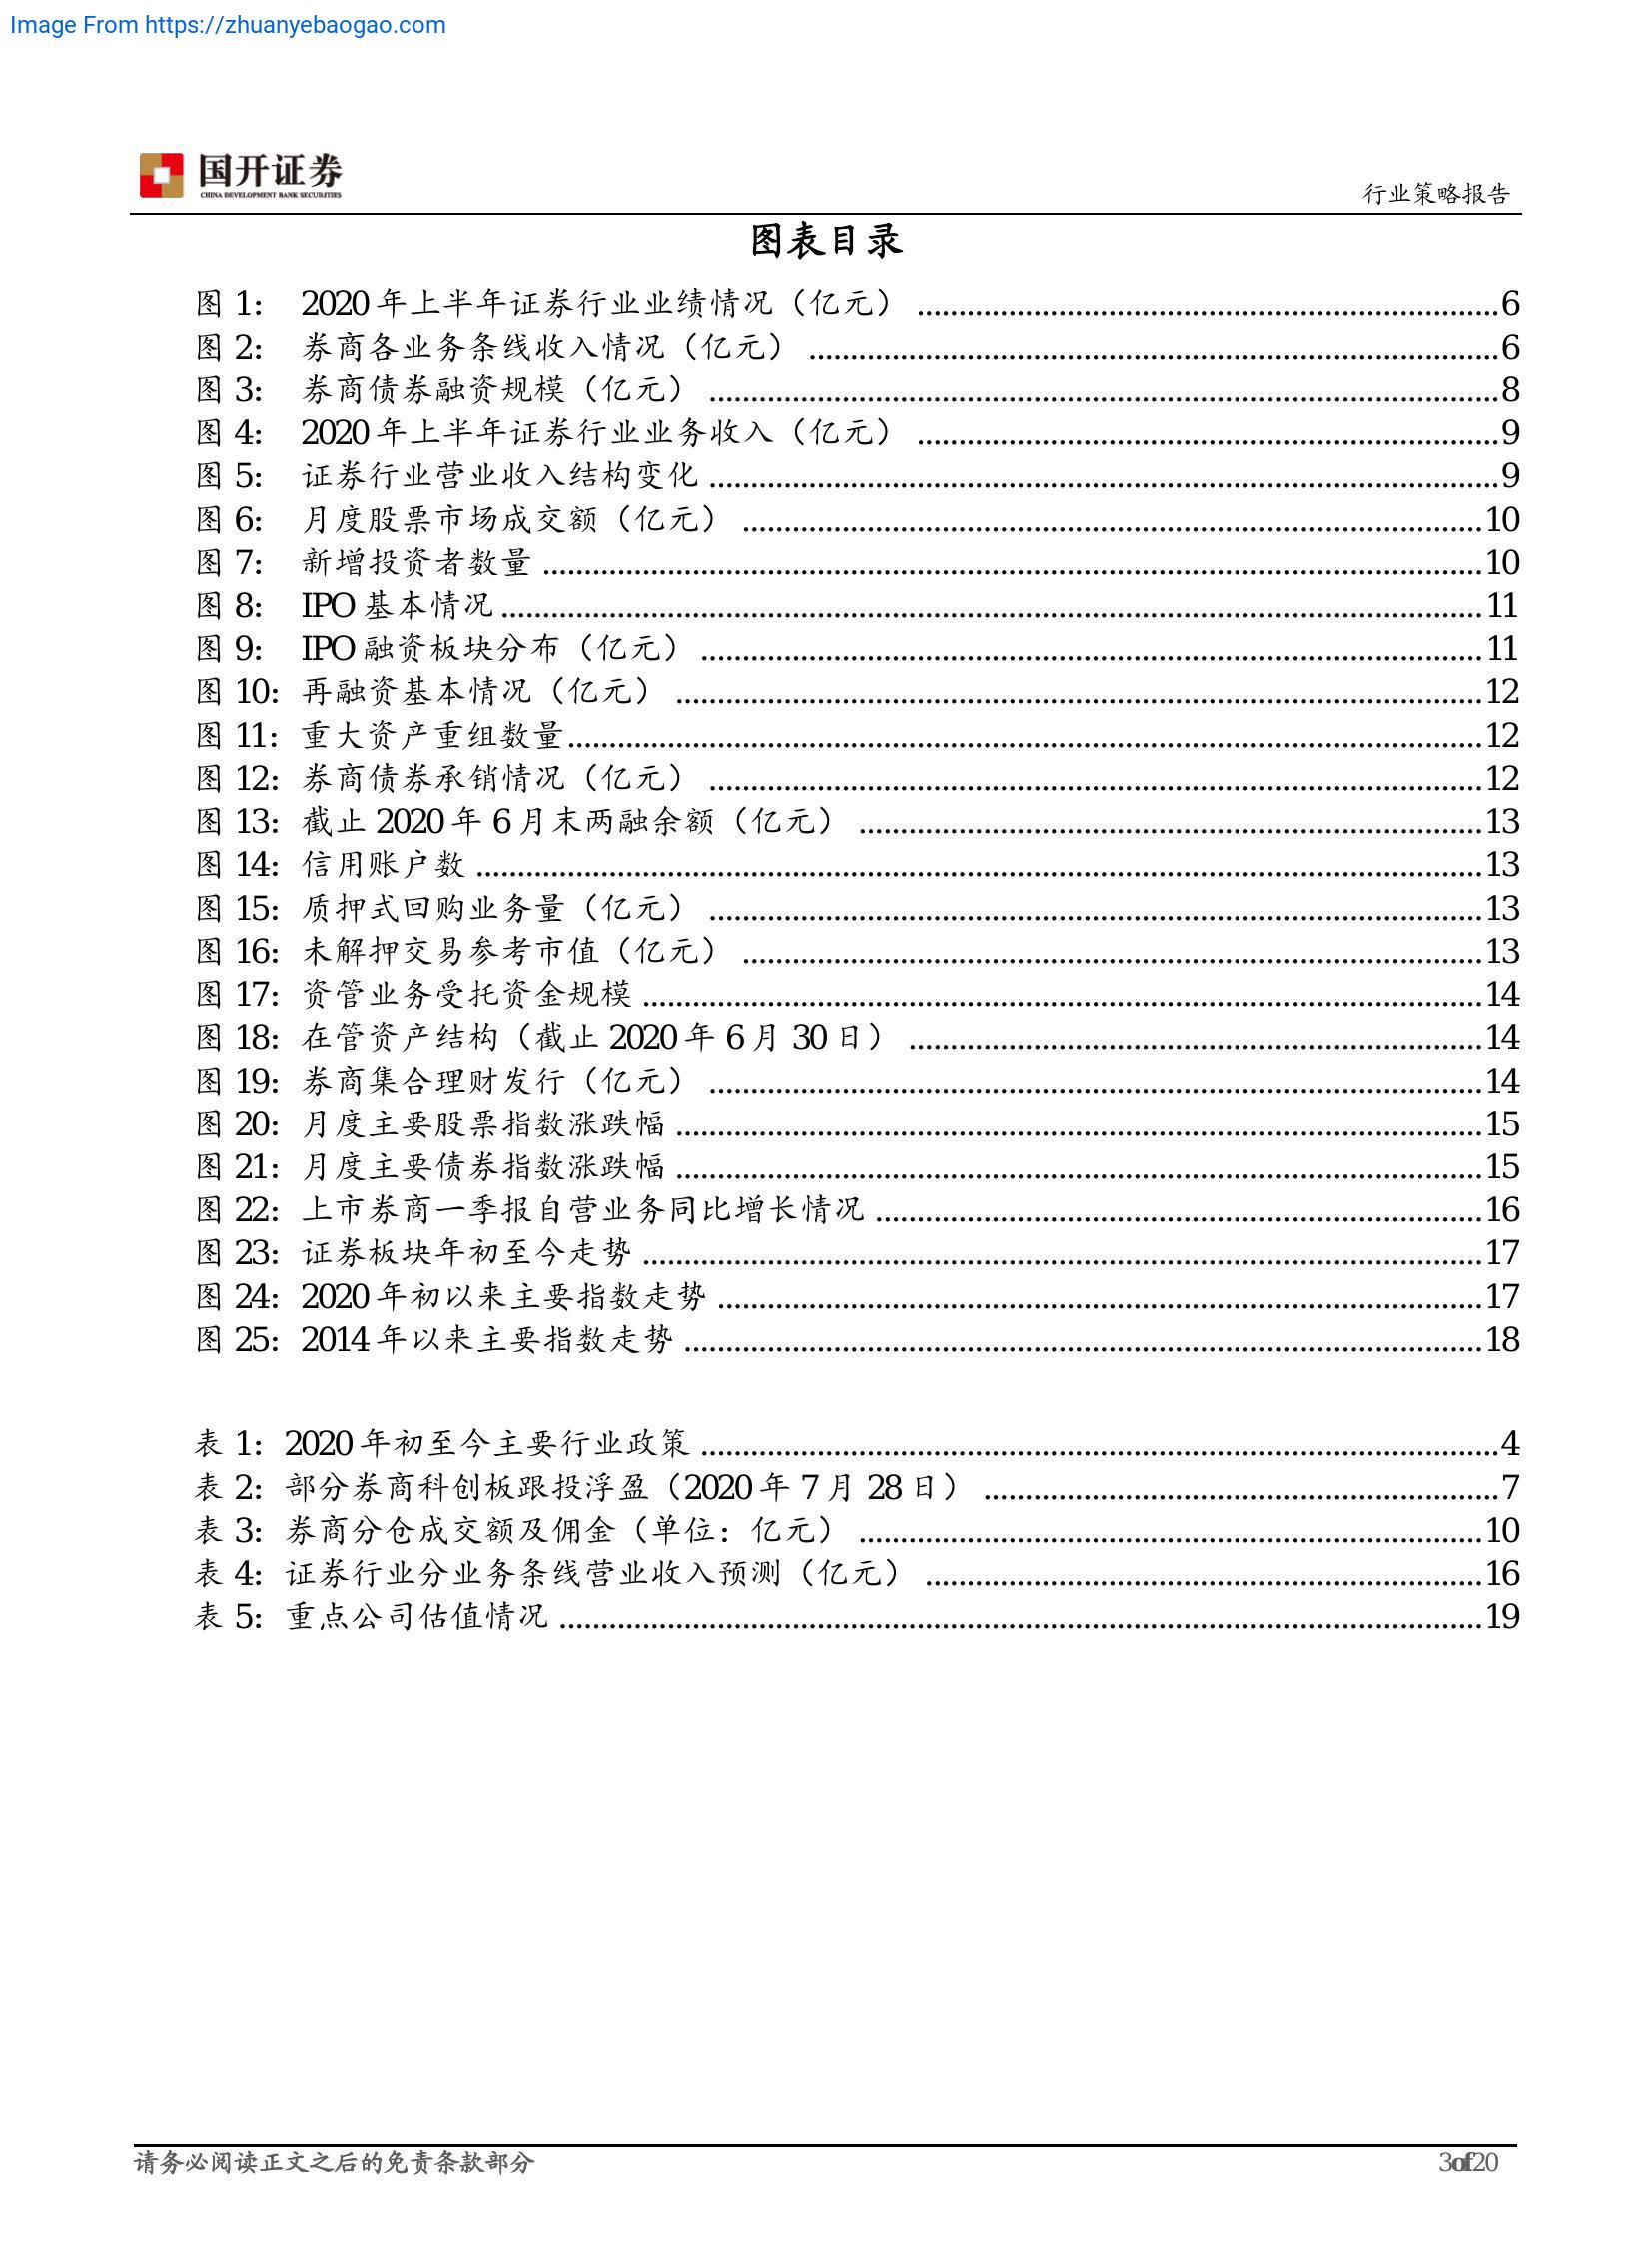 Image From https://zhuanyebaogao.com
国开证券
CHINA DEVELOPMENT BANK SECURITIES
行业策略报告
图表目录
图 1: 2020 年上半年证券行业业绩情况（亿元） ........................................................................6
图 2: 券商各业务条线收入情况（亿元） ........................................................................6
图 3: 券商债券融资规模（亿元） ........................................................................8
图 4: 2020 年上半年证券行业业务收入（亿元） ........................................................................9
图 5: 证券行业营业收入结构变化 ........................................................................9
图 6: 月度股票市场成交额（亿元） ........................................................................10
图 7: 新增投资者数量 ........................................................................10
图 8: IPO 基本情况 ........................................................................11
图 9: IPO 融资板块分布（亿元） ........................................................................11
图 10: 再融资基本情况（亿元） ........................................................................12
图 11: 重大资产重组数量........................................................................12
图 12: 券商债券承销情况（亿元） ........................................................................12
图 13: 截止 2020 年 6 月末两融余额（亿元） ........................................................................13
图 14: 信用账户数 ........................................................................13
图 15: 质押式回购业务量（亿元） ........................................................................13
图 16: 未解押交易参考市值（亿元） ........................................................................13
图 17: 资管业务受托资金规模 ........................................................................14
图 18: 在管资产结构（截止 2020 年 6 月 30 日） ........................................................................14
图 19: 券商集合理财发行（亿元） ........................................................................14
图 20: 月度主要股票指数涨跌幅 ........................................................................15
图 21: 月度主要债券指数涨跌幅 ........................................................................15
图 22: 上市券商一季报自营业务同比增长情况 ........................................................................16
图 23: 证券板块年初至今走势 ........................................................................17
图 24: 2020 年初以来主要指数走势 ........................................................................17
图 25: 2014 年以来主要指数走势 ........................................................................18
表 1: 2020 年初至今主要行业政策 ........................................................................4
表 2: 部分券商科创板跟投浮盈（2020 年 7 月 28 日） ........................................................................7
表 3: 券商分仓成交额及佣金（单位：亿元） ........................................................................10
表 4: 证券行业分业务条线营业收入预测（亿元） ........................................................................16
表 5: 重点公司估值情况 ........................................................................19
请务必阅读正文之后的免责条款部分
3of20